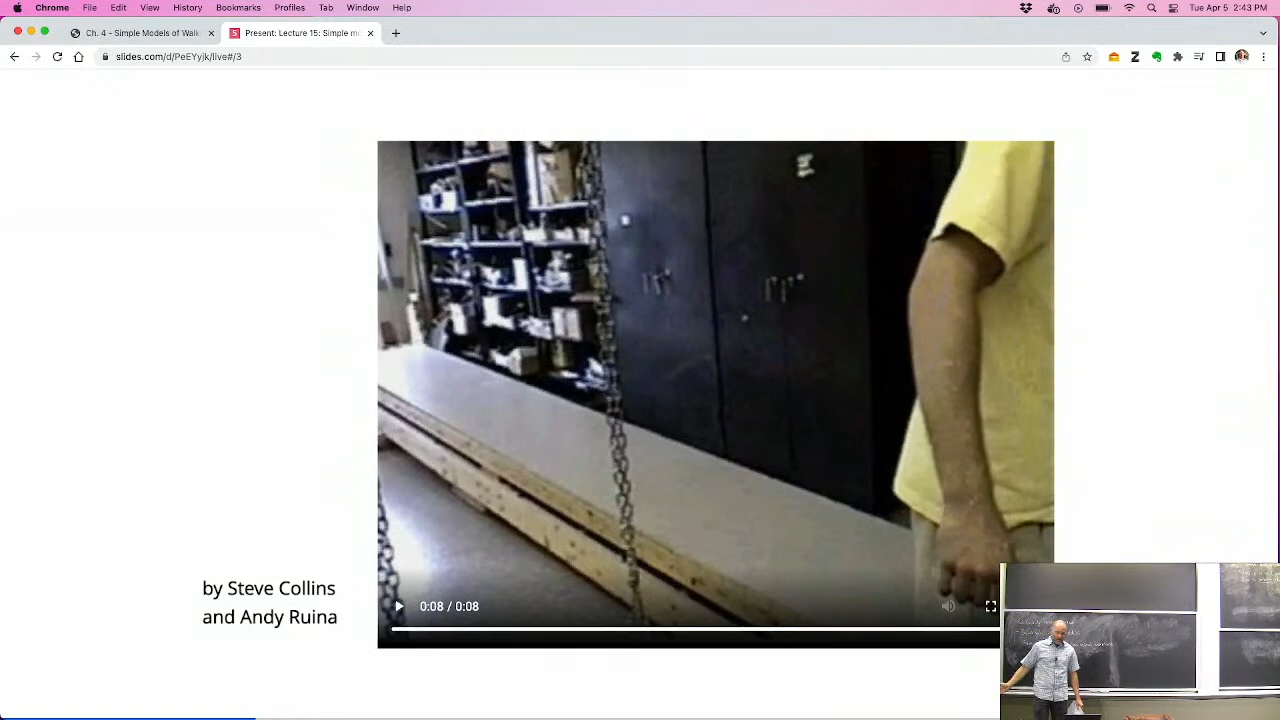 Chrome File Edit View History Bookmarks Profiles Tab Window Help Tue Apr 5 2:43 PM
Ch. 4 - Simple Models of Walk Present: Lecture 15: Simple mo
slides.com/d/PeEYyjk/live#/3
by Steve Collins
and Andy Ruina
0:08 / 0:08